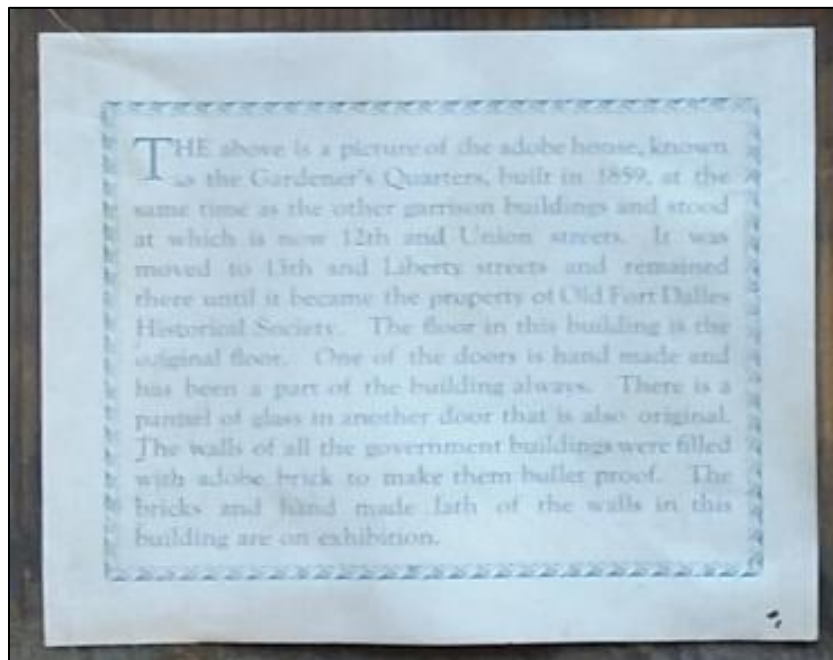 THE above is a picture of the adobe house, known
as the Gardener's Quarters, built in 1859, at the
same time as the other garrison buildings and stood
at which is now 12th and Union streets. It was
moved to 15th and Liberty streets and remained
there until it became the property of Old Fort Dalles
Historical Society. The floor in this building is the
original floor. One of the doors is hand made and
has been a part of the building always. There is a
pannel of glass in another door that is also original.
The walls of all the government buildings were filled
with adobe brick to make them bullet proof. The
bricks and hand made lath of the walls in this
building are on exhibition.